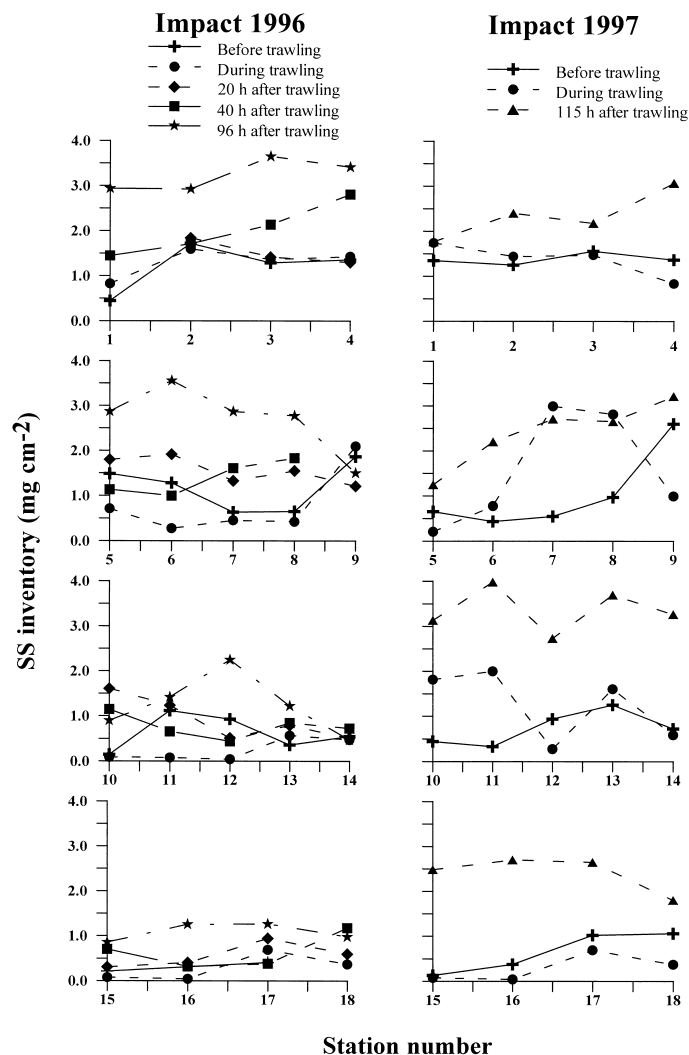 Impact 1996
Before trawling
During trawling
20 h after trawling
40 h after trawling
96 h after trawling
Impact 1997
Before trawling
During trawling
115 h after trawling
SS inventory (mg cm-2)
4.0
3.0
2.0
1.0
0.0
1 2 3 4
1 2 3 4
4.0
3.0
2.0
1.0
0.0
5 6 7 8 9
5 6 7 8 9
4.0
3.0
2.0
1.0
0.0
10 11 12 13 14
10 11 12 13 14
4.0
3.0
2.0
1.0
0.0
15 16 17 18
15 16 17 18
Station number